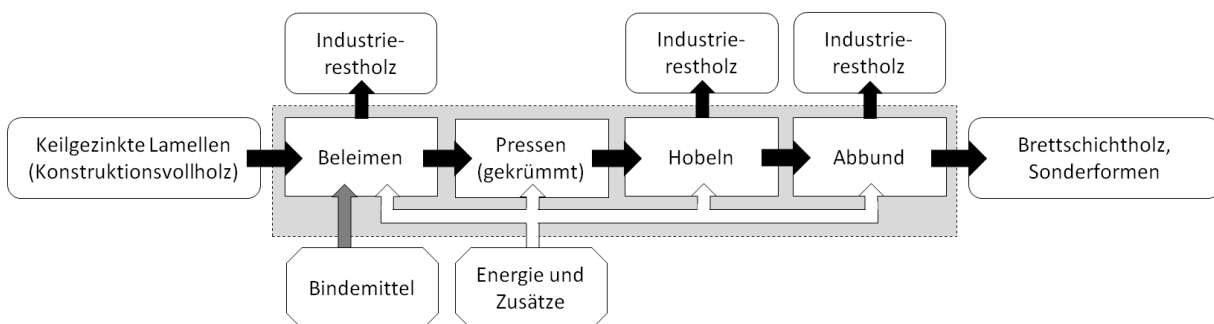 Industrie-
restholz
Industrie-
restholz
Industrie-
restholz
Keilgezinkte Lamellen
(Konstruktionsvollholz)
Beleimen
Pressen
(gekrümmt)
Hobeln
Abbund
Brettschichtholz,
Sonderformen
Bindemittel
Energie und
Zusätze